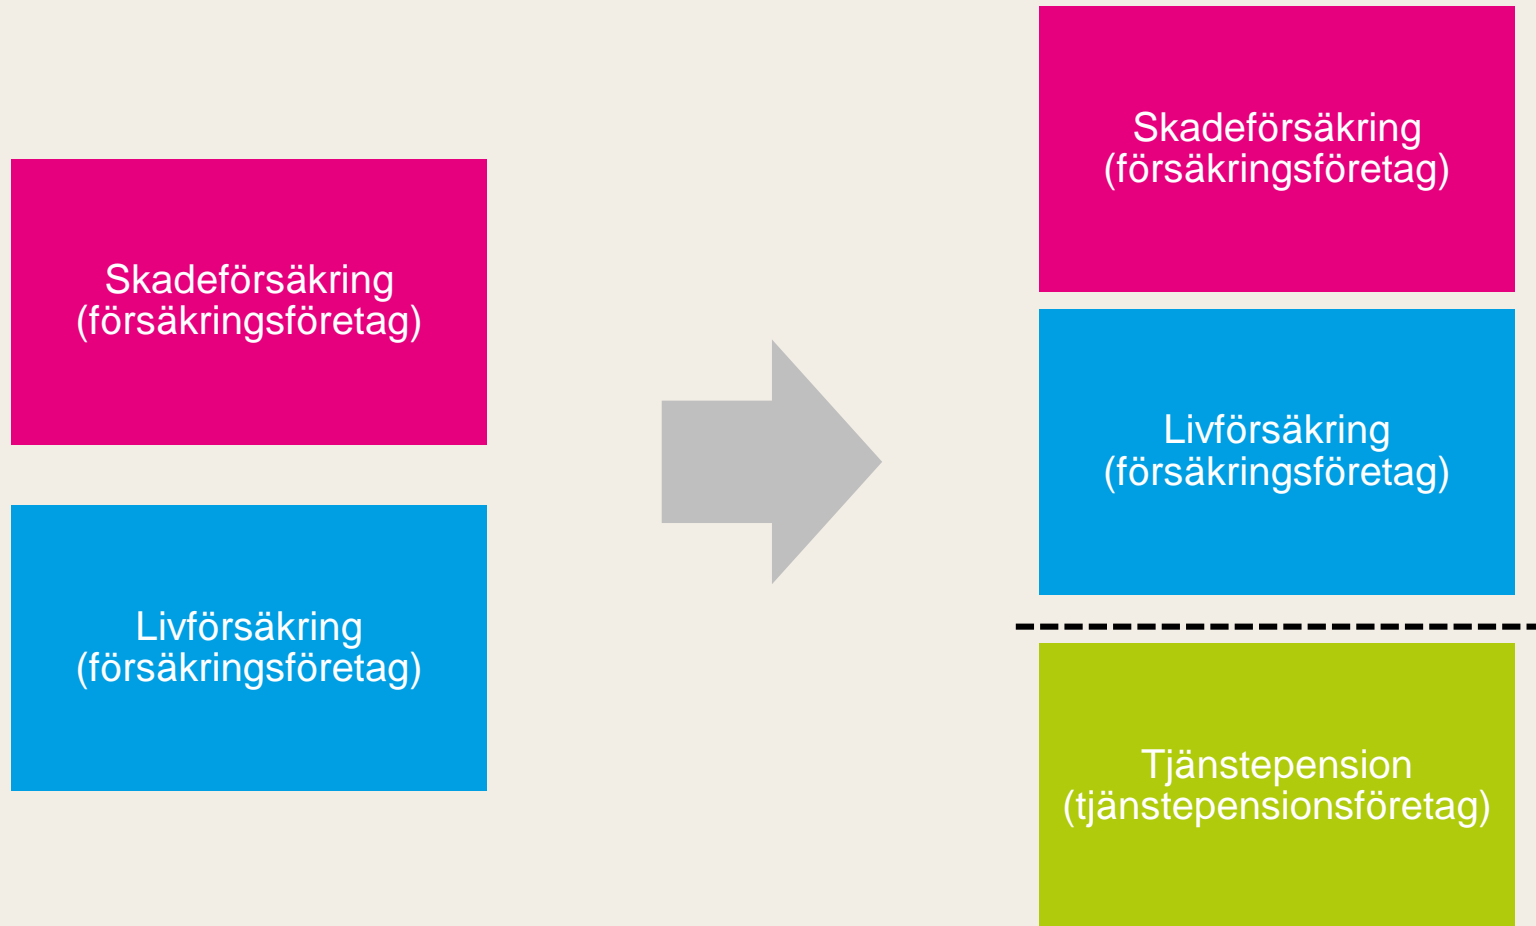 Skadeförsäkring
(försäkringsföretag)
Livförsäkring
(försäkringsföretag)
Skadeförsäkring
(försäkringsföretag)
Livförsäkring
(försäkringsföretag)
Tjänstepension
(tjänstepensionsföretag)